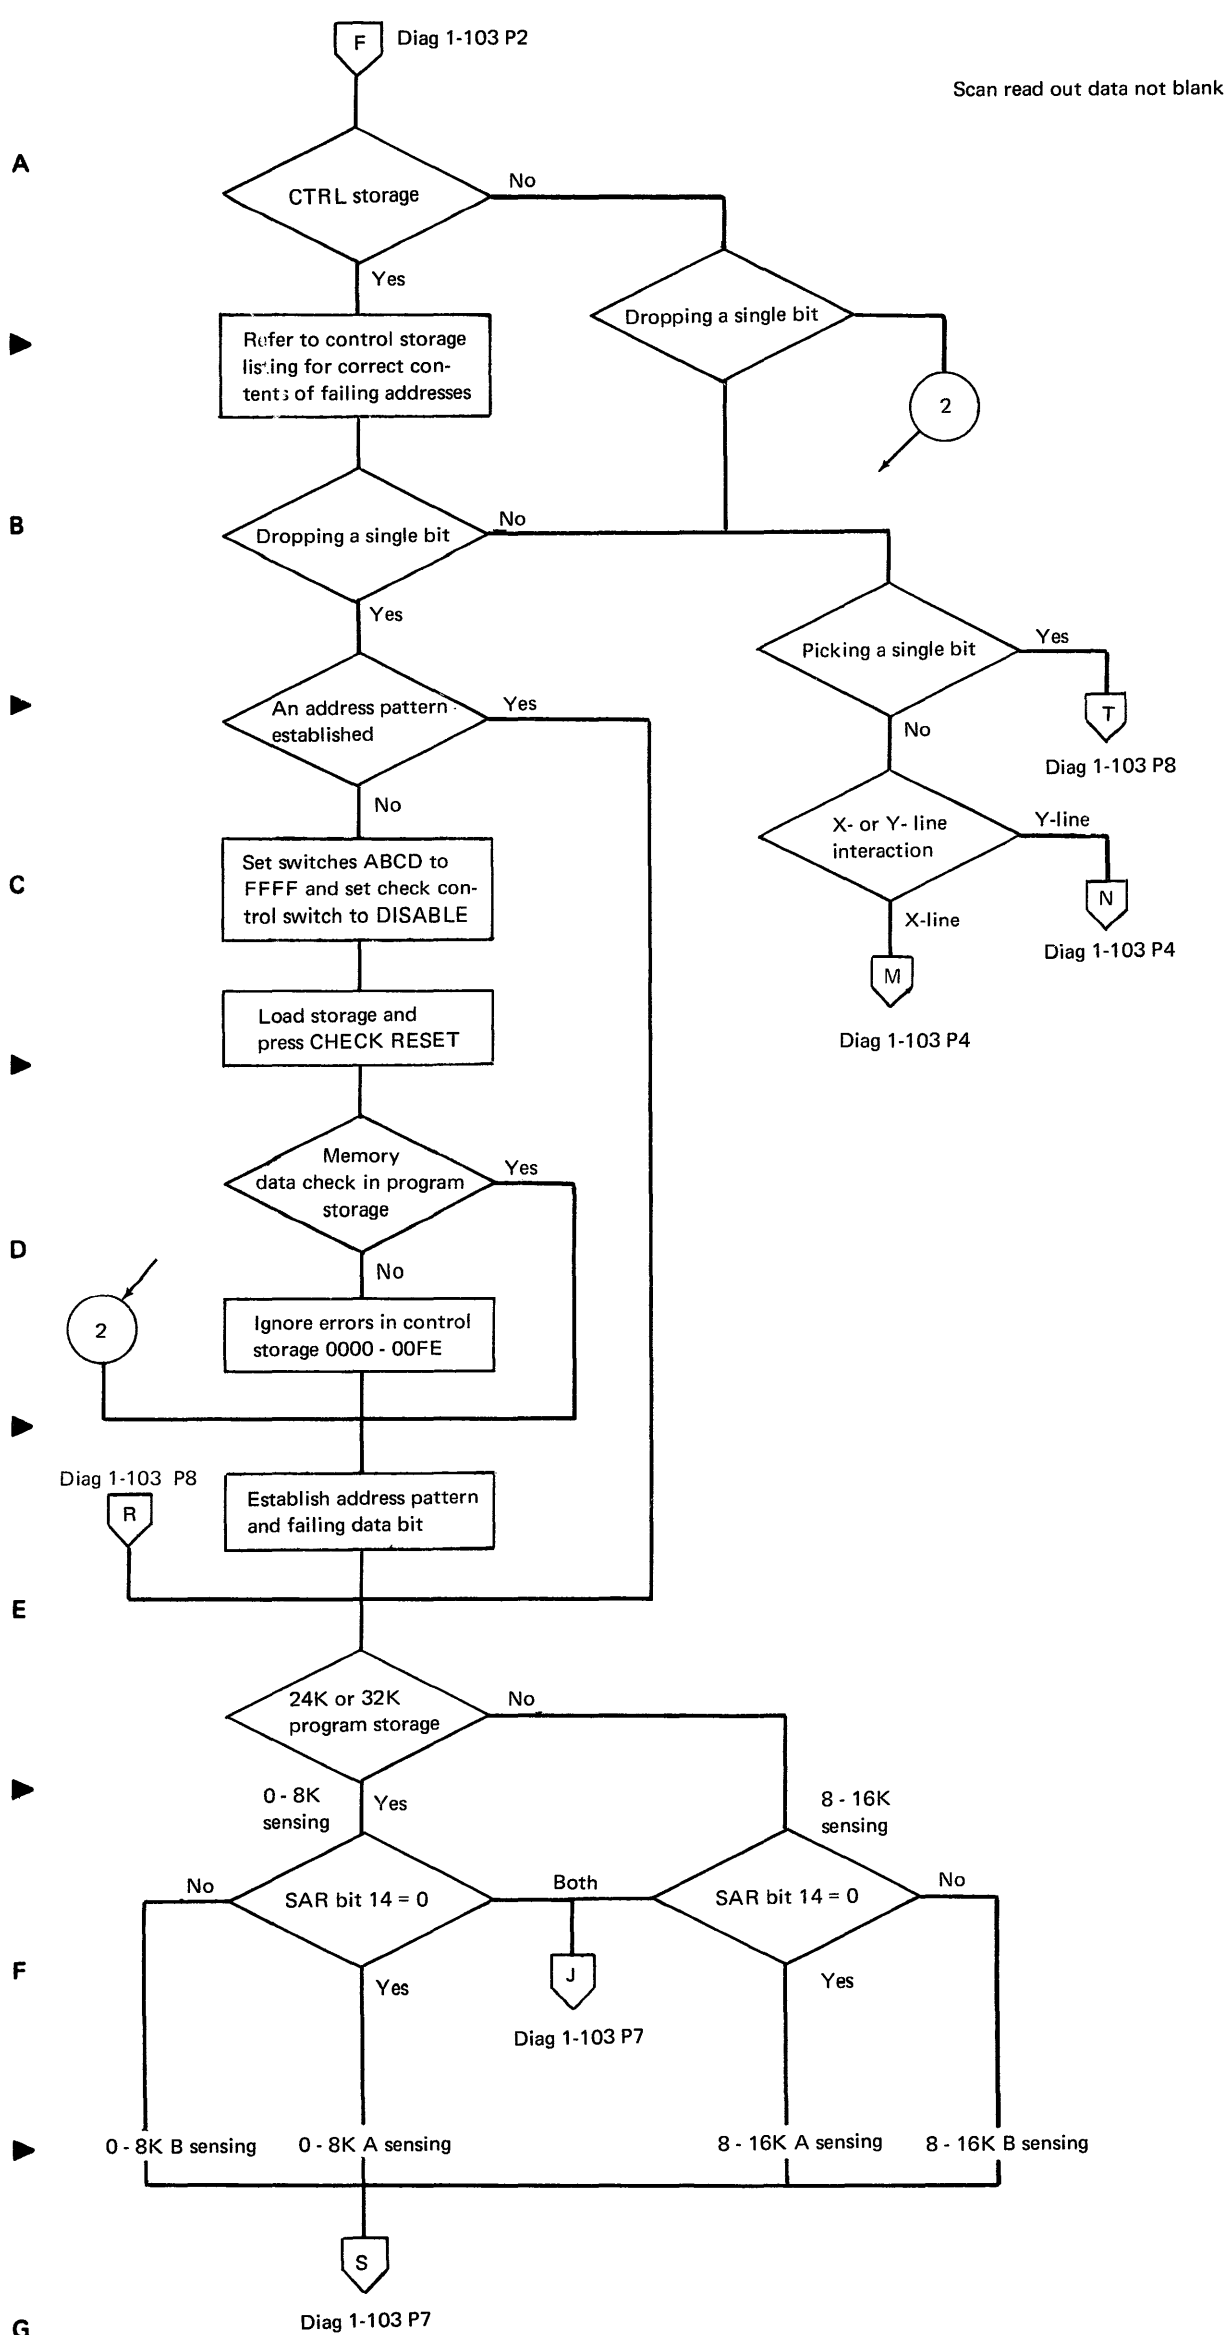 F
Diag 1-103 P2
Scan read out data not blank
A
CTRL storage
No
Yes
Dropping a single bit
Refer to control storage
listing for correct con-
tents of failing addresses
2
B
Dropping a single bit
No
Yes
Picking a single bit
Yes
T
Diag 1-103 P8
No
An address pattern
established
Yes
No
X- or Y- line
interaction
Y-line
N
Diag 1-103 P4
X-line
M
Diag 1-103 P4
C
Set switches ABCD to
FFFF and set check con-
trol switch to DISABLE
Load storage and
press CHECK RESET
Memory
data check in program
storage
Yes
D
No
2
Ignore errors in control
storage 0000 - 00FE
Diag 1-103 P8
R
Establish address pattern
and failing data bit
E
24K or 32K
program storage
No
0 - 8K
sensing
Yes
8 - 16K
sensing
No
SAR bit 14 = 0
Both
SAR bit 14 = 0
No
F
Yes
J
Yes
Diag 1-103 P7
0 - 8K B sensing
0 - 8K A sensing
8 - 16K A sensing
8 - 16K B sensing
S
Diag 1-103 P7
G